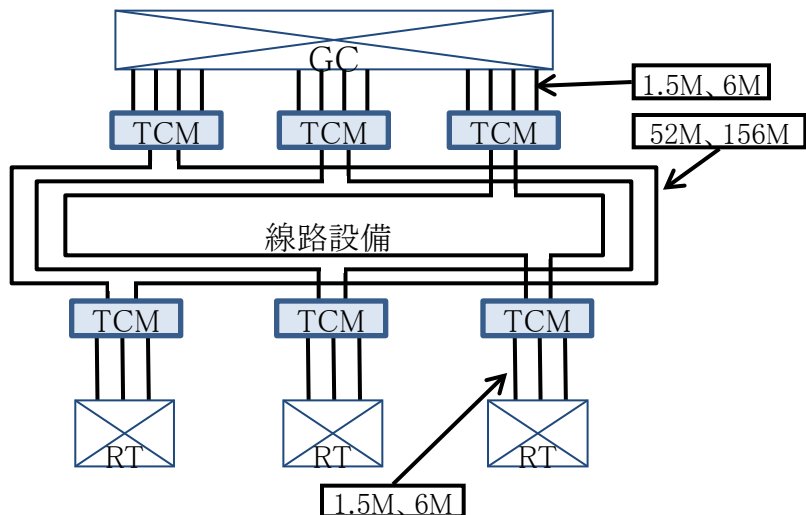 GC
1.5M、6M
TCM
TCM
TCM
52M、156M
線路設備
TCM
TCM
TCM
RT
RT
RT
1.5M、6M